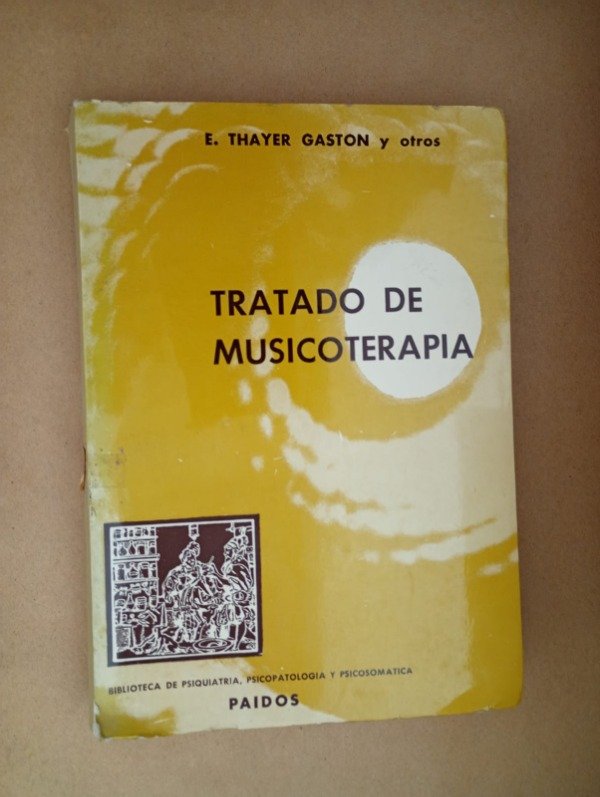 E. THAYER GASTON y otros
TRATADO DE
MUSICOTERAPIA
BIBLIOTECA DE PSIQUIATRIA, PSICOPATOLOGIA Y PSICOSOMATICA
PAIDOS